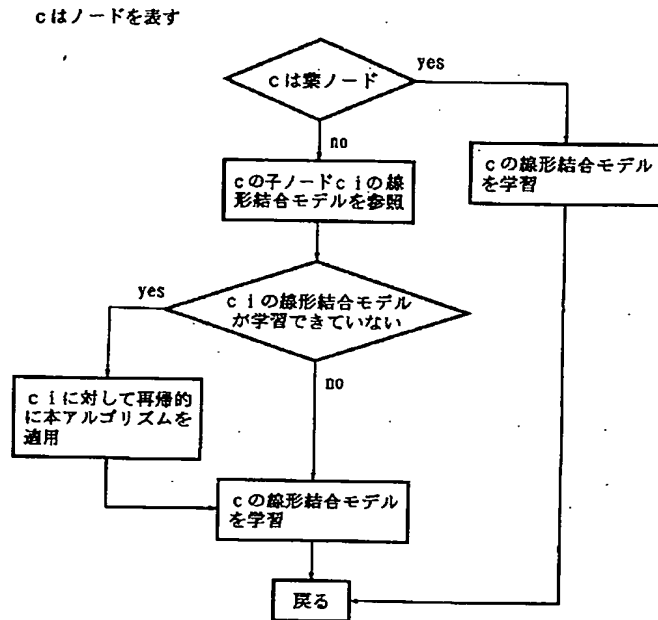 cはノードを表す
cは葉ノード
yes
no
cの線形結合モデル
を学習
cの子ノードciの線
形結合モデルを参照
ciの線形結合モデル
が学習できていない
yes
no
ciに対して再帰的
に本アルゴリズムを
適用
cの線形結合モデル
を学習
戻る